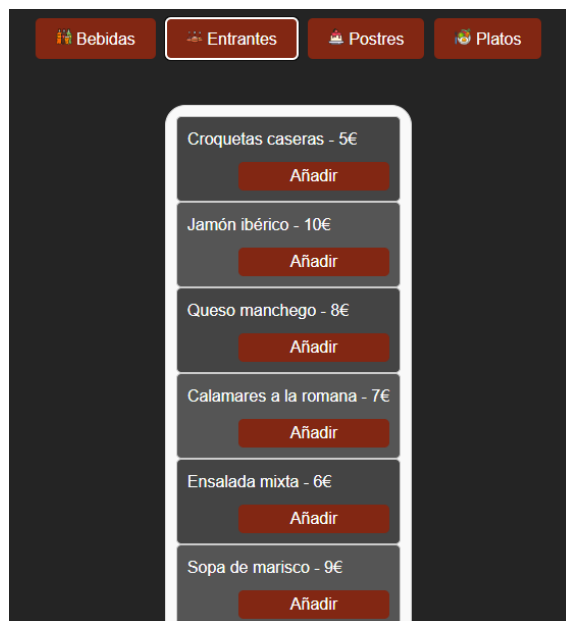 Bebidas
Entrantes
Postres
Platos
Croquetas caseras - 5€
Añadir
Jamón ibérico - 10€
Añadir
Queso manchego - 8€
Añadir
Calamares a la romana - 7€
Añadir
Ensalada mixta - 6€
Añadir
Sopa de marisco - 9€
Añadir